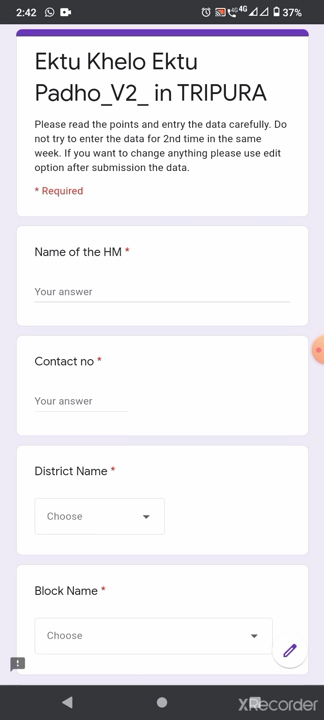 2:42
4G
4G
37%
Ektu Khelo Ektu
Padho_V2_ in TRIPURA
Please read the points and entry the data carefully. Do
not try to enter the data for 2nd time in the same
week. If you want to change anything please use edit
option after submission the data.
* Required
Name of the HM *
Your answer
Contact no *
Your answer
District Name *
Choose
Block Name *
Choose
XRecorder